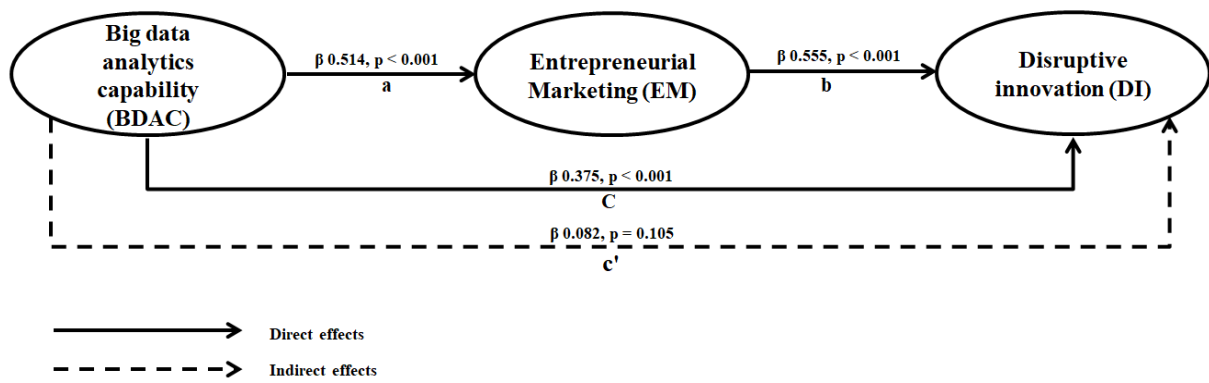 Big data
analytics
capability
(BDAC)
β 0.514, p < 0.001
a
Entrepreneurial
Marketing (EM)
β 0.555, p < 0.001
b
Disruptive
innovation (DI)
β 0.375, p < 0.001
C
β 0.082, p = 0.105
c'
Direct effects
Indirect effects